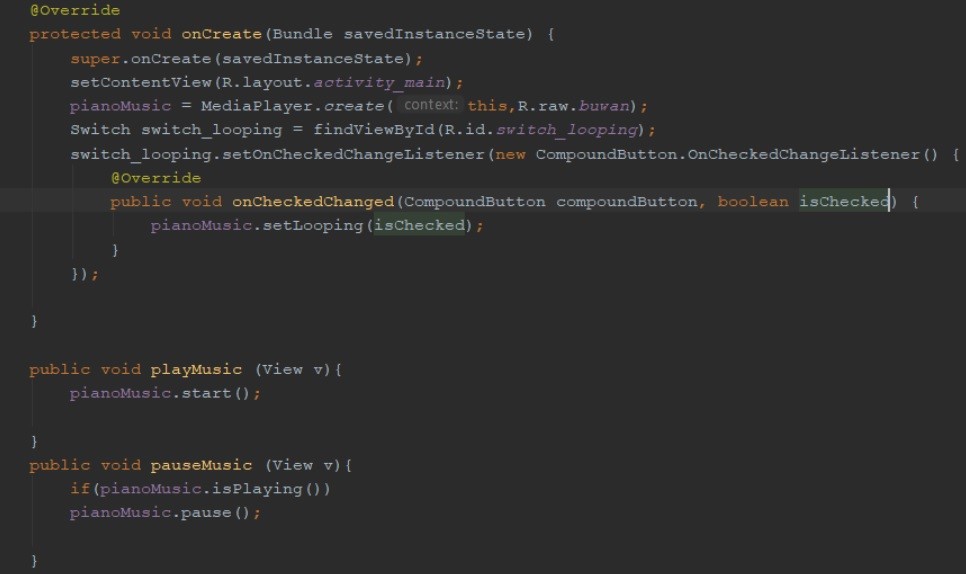 @Override
protected void onCreate(Bundle savedInstanceState) {
super.onCreate(savedInstanceState);
setContentView(R.layout.activity_main);
pianoMusic = MediaPlayer.create( context: this,R.raw.buwan);
Switch switch_looping = findViewById(R.id.switch_looping);
switch_looping.setOnCheckedChangeListener(new CompoundButton.OnCheckedChangeListener() {
@Override
public void onCheckedChanged(CompoundButton compoundButton, boolean isChecked) {
pianoMusic.setLooping(isChecked);
}
});
}
public void playMusic (View v){
pianoMusic.start();
}
public void pauseMusic (View v){
if(pianoMusic.isPlaying())
pianoMusic.pause();
}